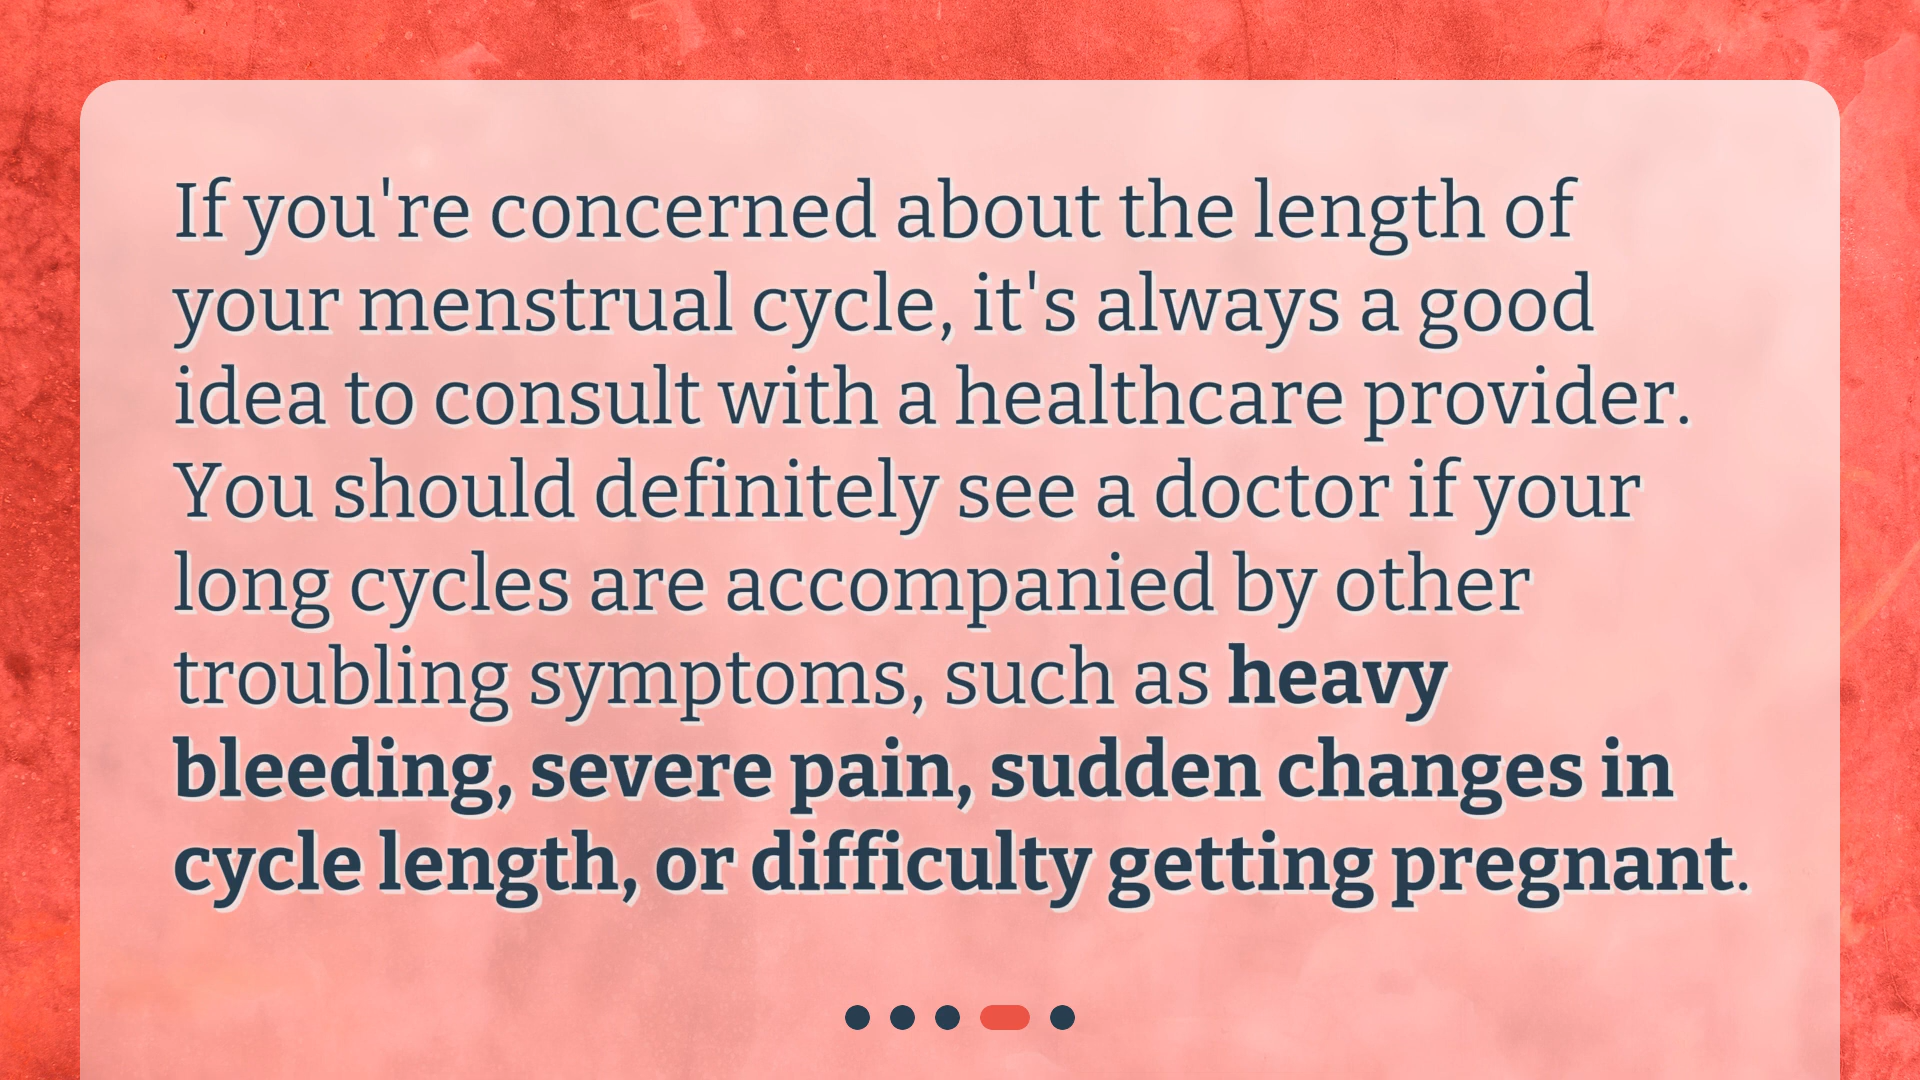 If you're concerned about the length of
your menstrual cycle, it's always a good
idea to consult with a healthcare provider.
You should definitely see a doctor if your
long cycles are accompanied by other
troubling symptoms, such as heavy
bleeding, severe pain, sudden changes in
cycle length, or difficulty getting pregnant.